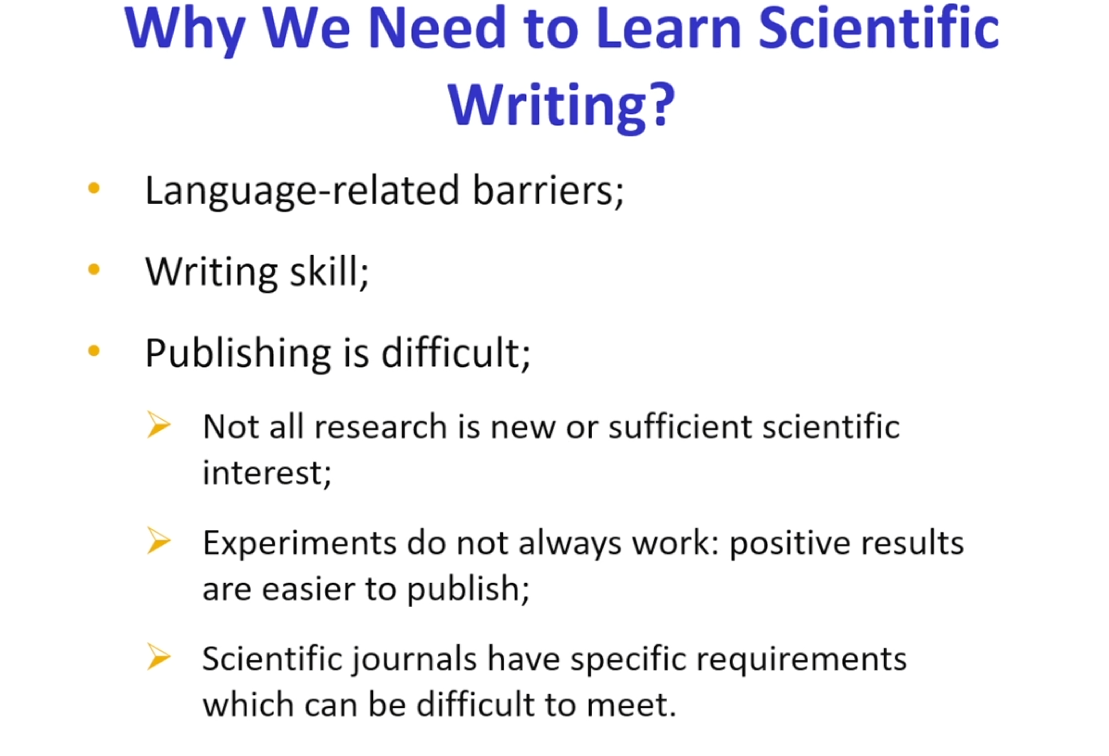 Why We Need to Learn Scientific
Writing?
• Language-related barriers;
• Writing skill;
• Publishing is difficult;
➢ Not all research is new or sufficient scientific
interest;
➢ Experiments do not always work: positive results
are easier to publish;
➢ Scientific journals have specific requirements
which can be difficult to meet.